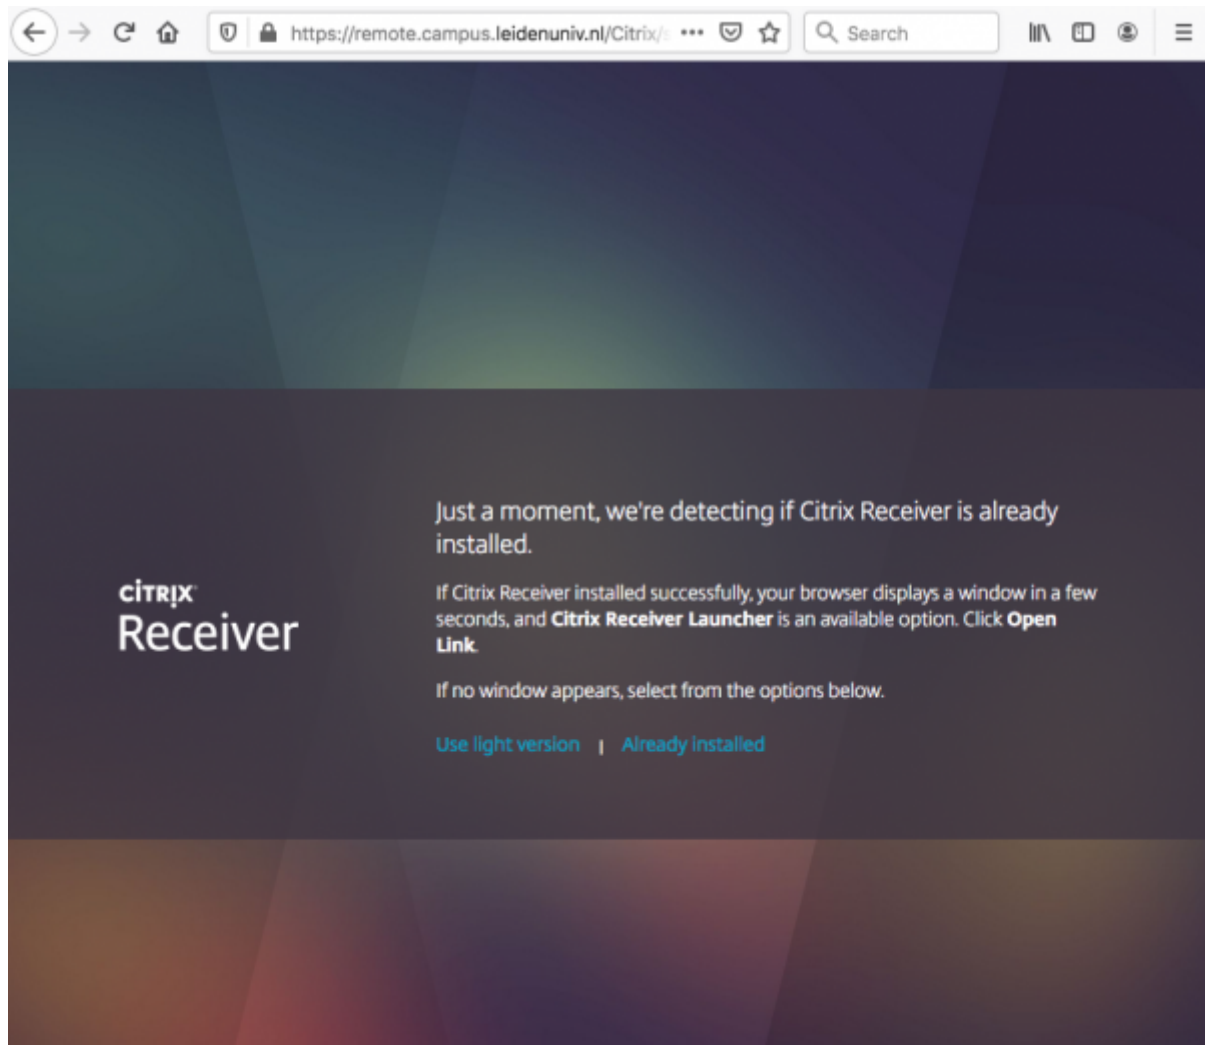 https://remote.campus.leidenuniv.nl/Citrix/
Search
Just a moment, we're detecting if Citrix Receiver is already
installed.
CİTRIX
Receiver
If Citrix Receiver installed successfully, your browser displays a window in a few
seconds, and Citrix Receiver Launcher is an available option. Click Open
Link.
If no window appears, select from the options below.
Use light version | Already installed